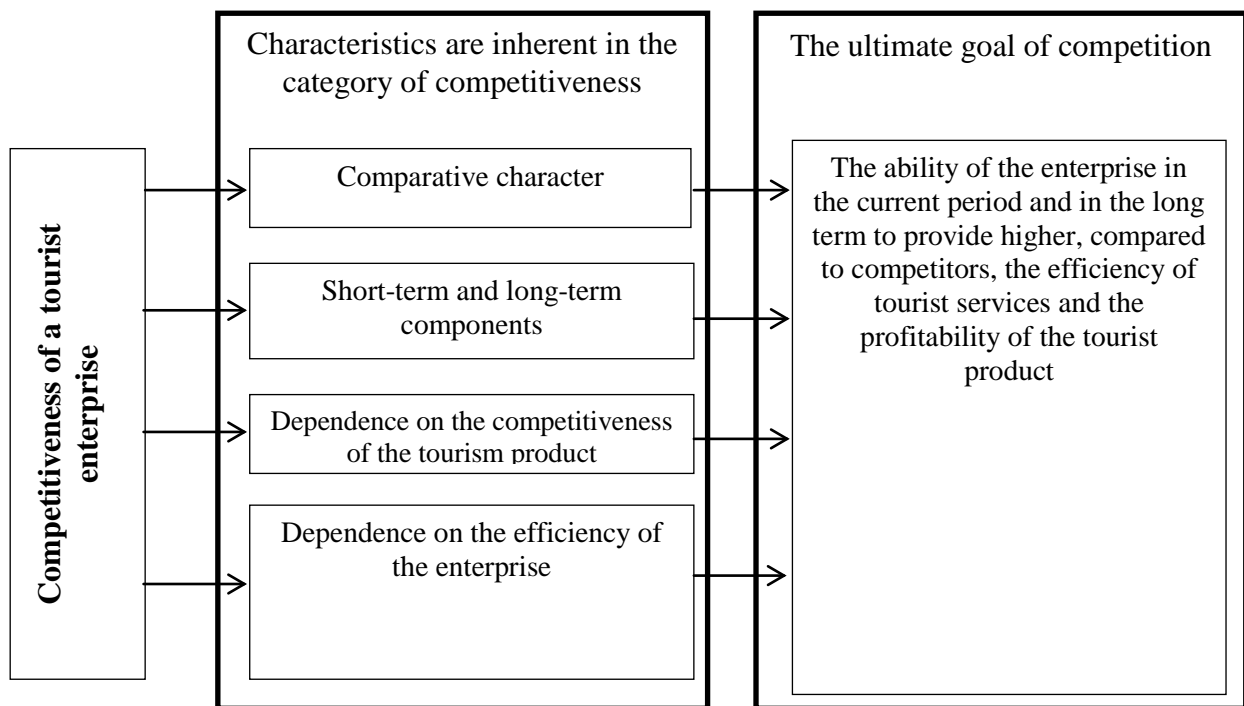 Competitiveness of a tourist
enterprise
Characteristics are inherent in the
category of competitiveness
Comparative character
Short-term and long-term
components
Dependence on the competitiveness
of the tourism product
Dependence on the efficiency of
the enterprise
The ultimate goal of competition
The ability of the enterprise in
the current period and in the long
term to provide higher, compared
to competitors, the efficiency of
tourist services and the
profitability of the tourist
product